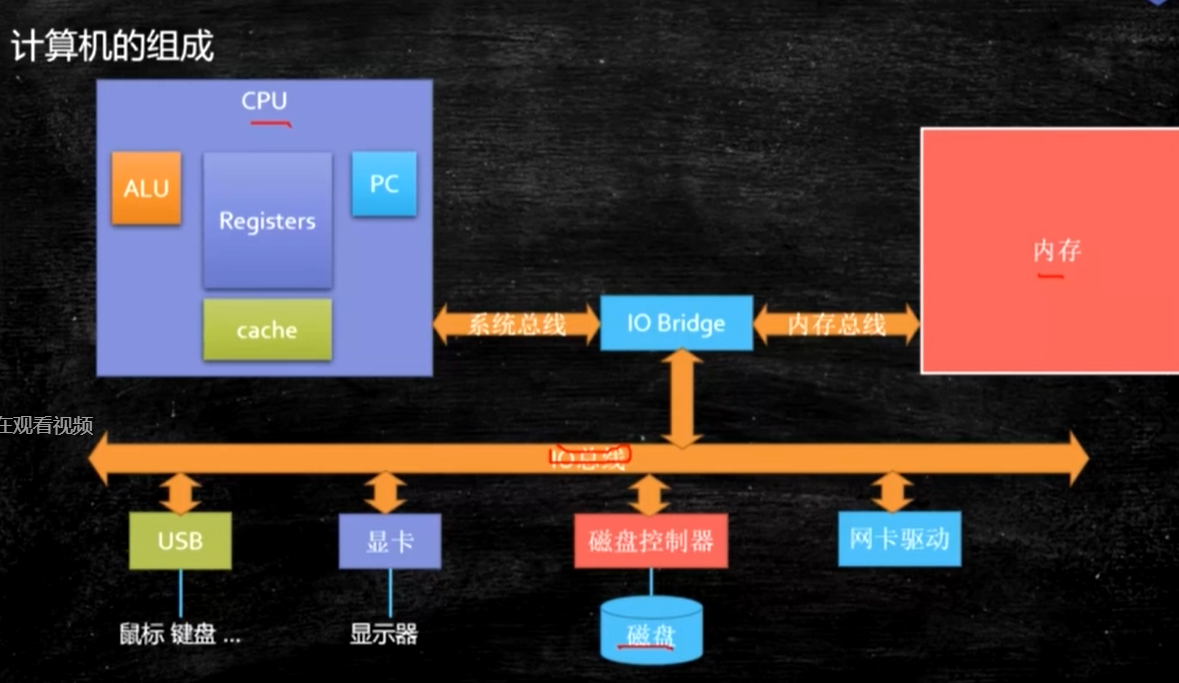 计算机的组成
CPU
ALU
Registers
PC
cache
系统总线
IO Bridge
内存总线
内存
在观看视频
IO总线
USB
显卡
磁盘控制器
网卡驱动
鼠标 键盘 ...
显示器
磁盘